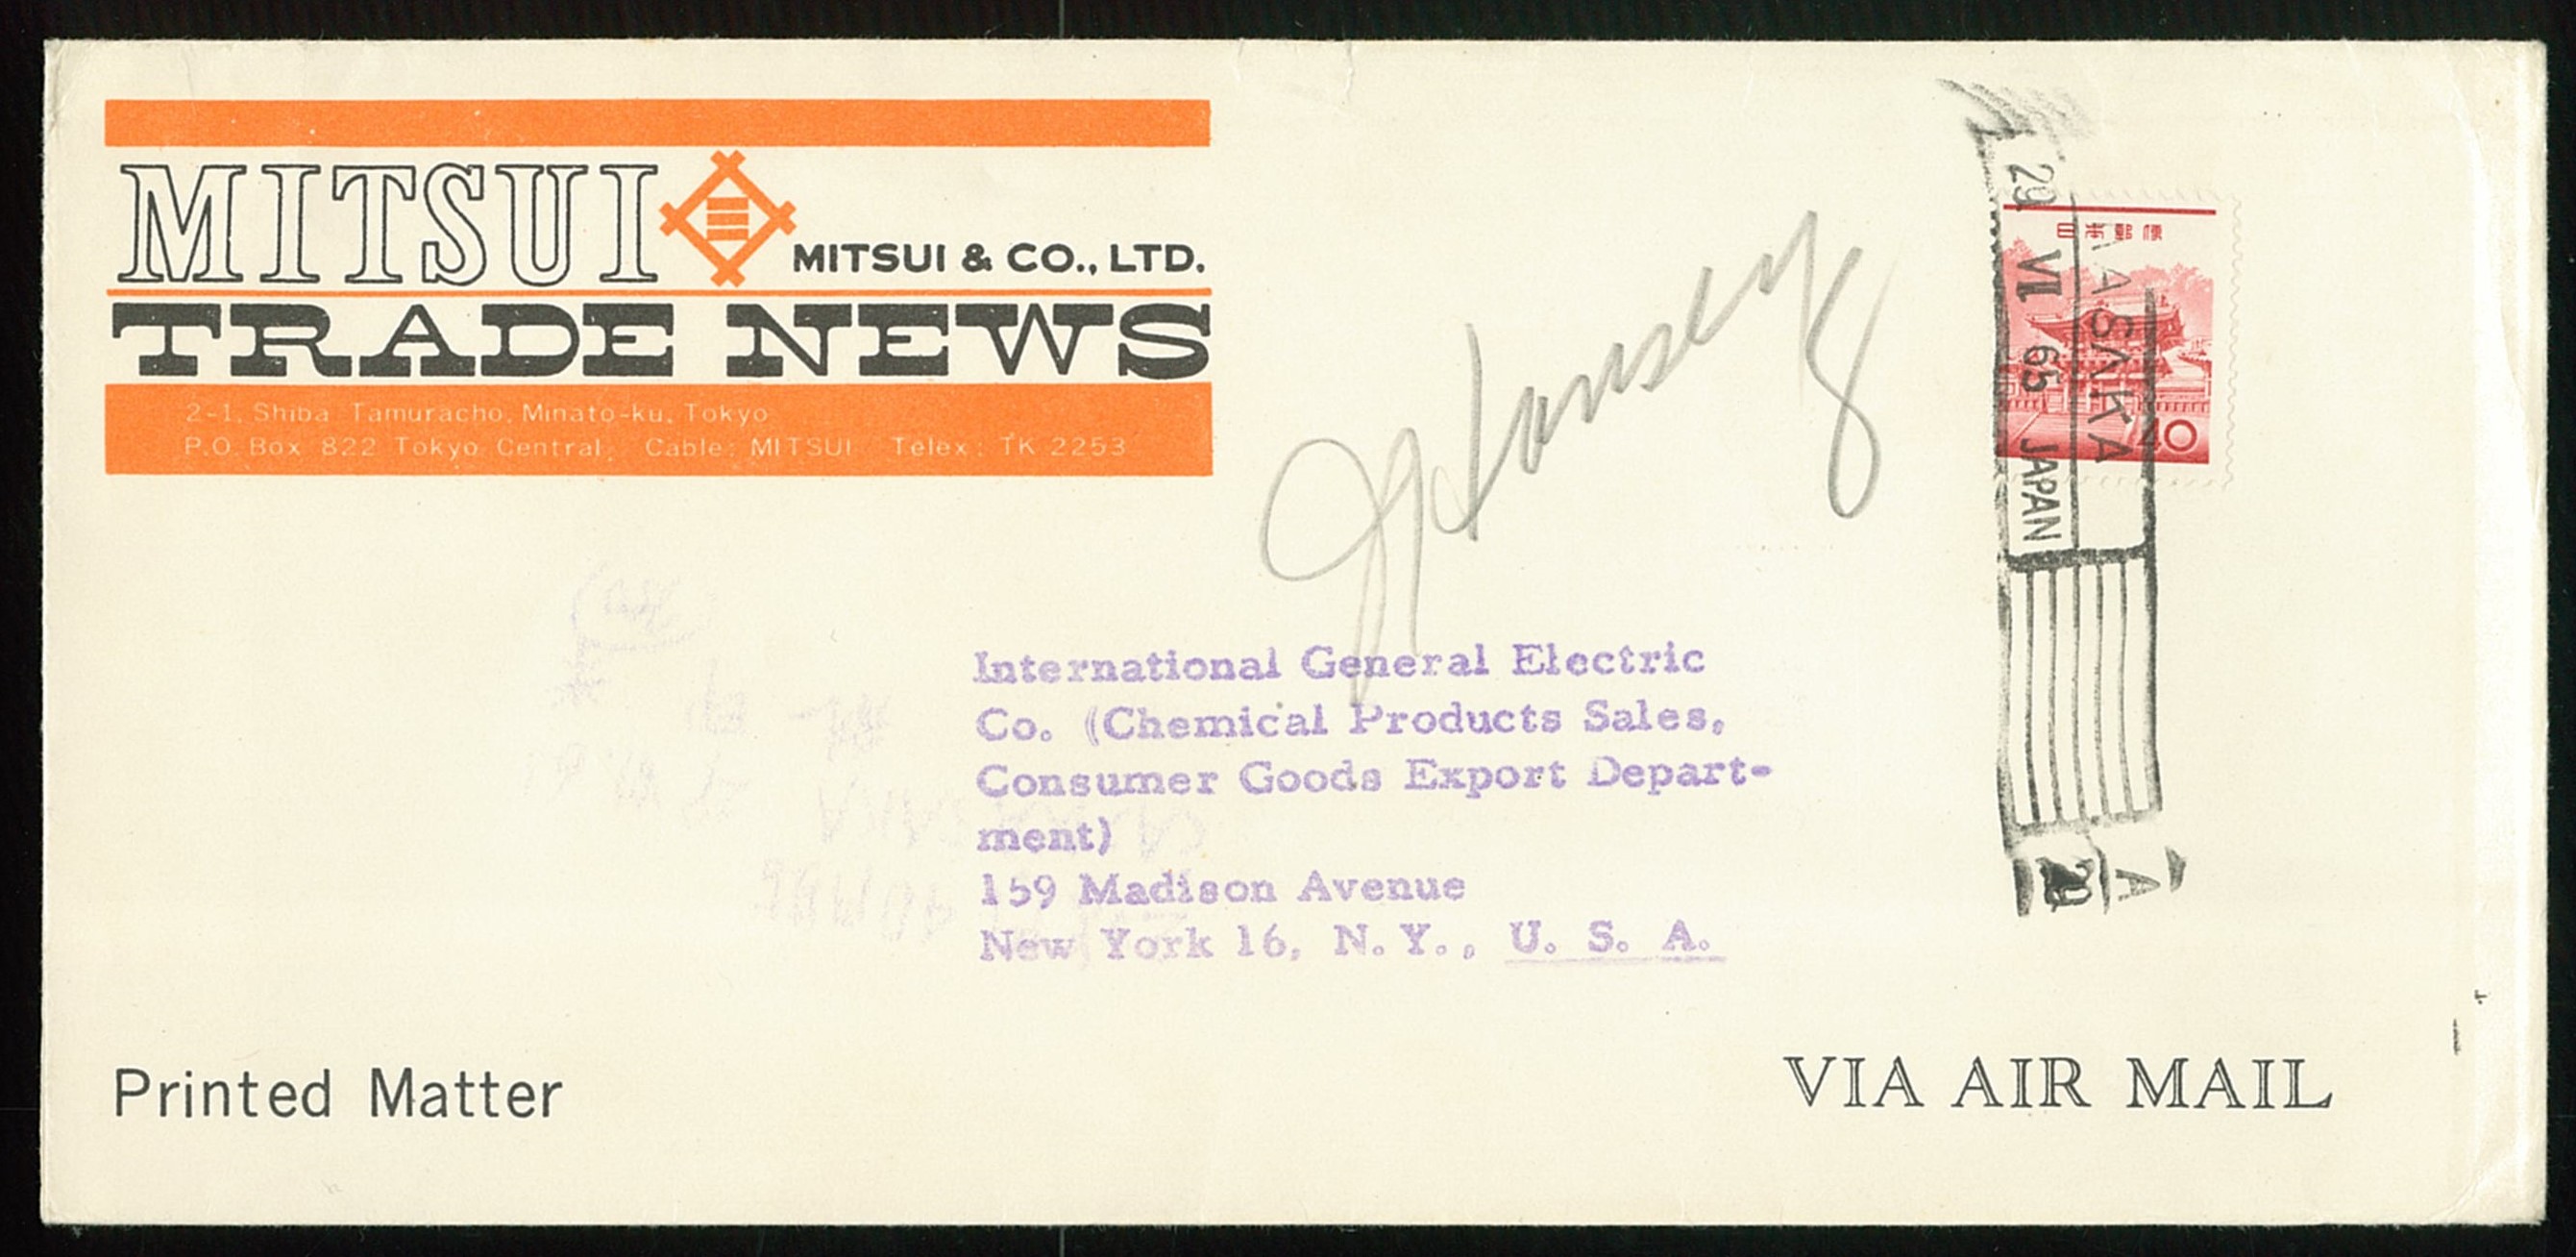 MITSUI
MITSUI & CO., LTD.
TRADE NEWS
2-1, Shiba Tamuracho, Minato-ku, Tokyo
P.O. Box 822 Tokyo Central, Cable: MITSUI Telex: TK 2253
日本郵便
40
29 VI 65 JAPAN
29
A
International General Electric
Co. (Chemical Products Sales,
Consumer Goods Export Depart-
ment)
159 Madison Avenue
New York 16, N. Y., U. S. A.
Printed Matter
VIA AIR MAIL